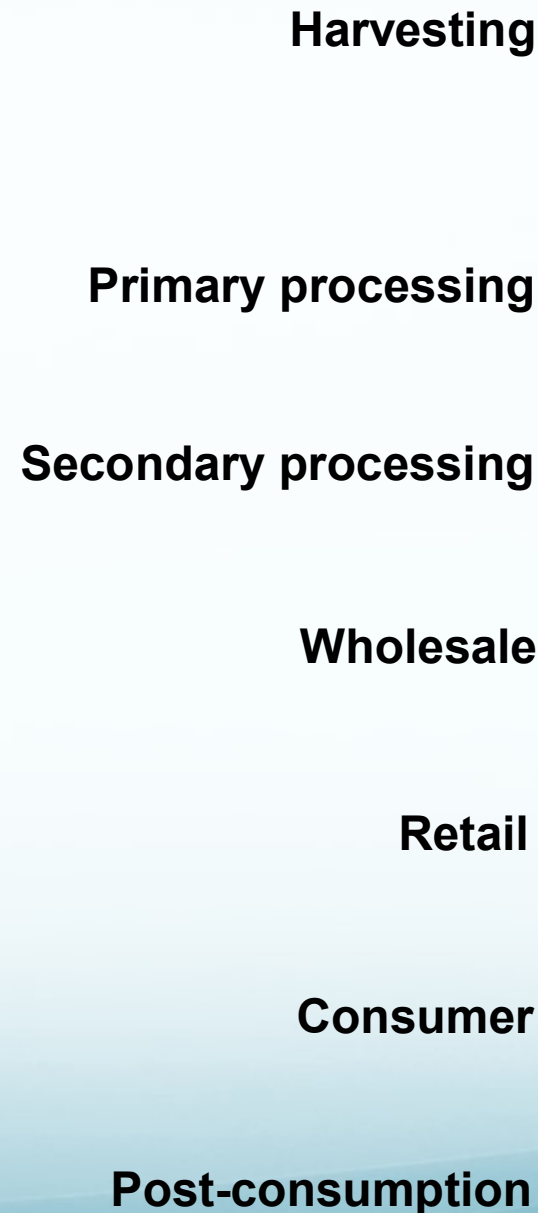 Harvesting
Primary processing
Secondary processing
Wholesale
Retail
Consumer
Post-consumption